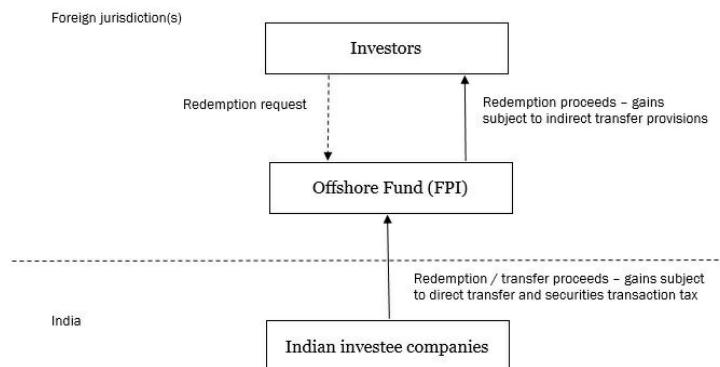 Foreign jurisdiction(s)
Investors
Redemption request
Redemption proceeds – gains
subject to indirect transfer provisions
Offshore Fund (FPI)
Redemption / transfer proceeds – gains subject
to direct transfer and securities transaction tax
India
Indian investee companies